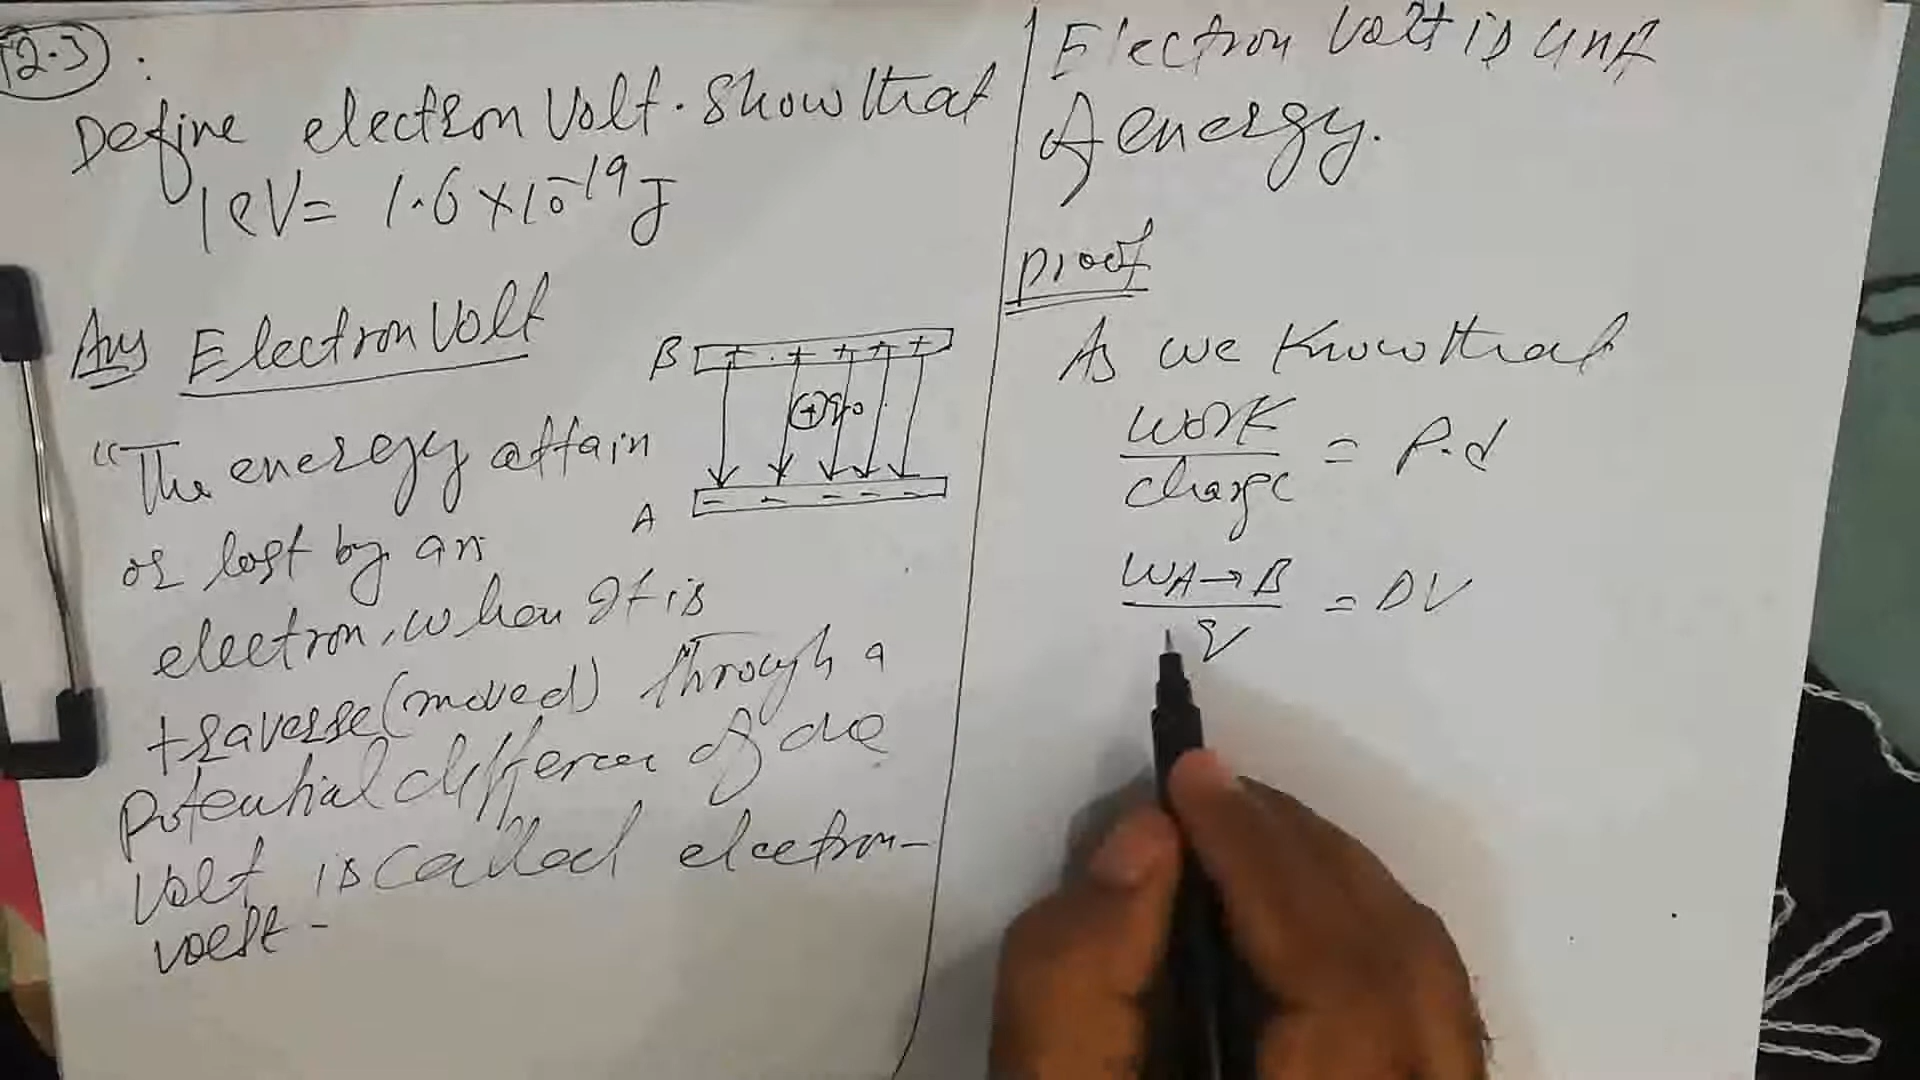 12.3 :
Define electron Volt. Show that
1eV = 1.6 × 10⁻¹⁹ J
Ans Electron Volt
"The energy attain
or lost by an
electron, when It is
traverse (moved) through a
Potential difference of one
Volt is called electron-
volt -
B + . + + + +
+ q₀
A - - - - -
Electron Volt is unit
of energy.
Proof
As we Know that
Work / charge = P.d
W A→B / q = ΔV